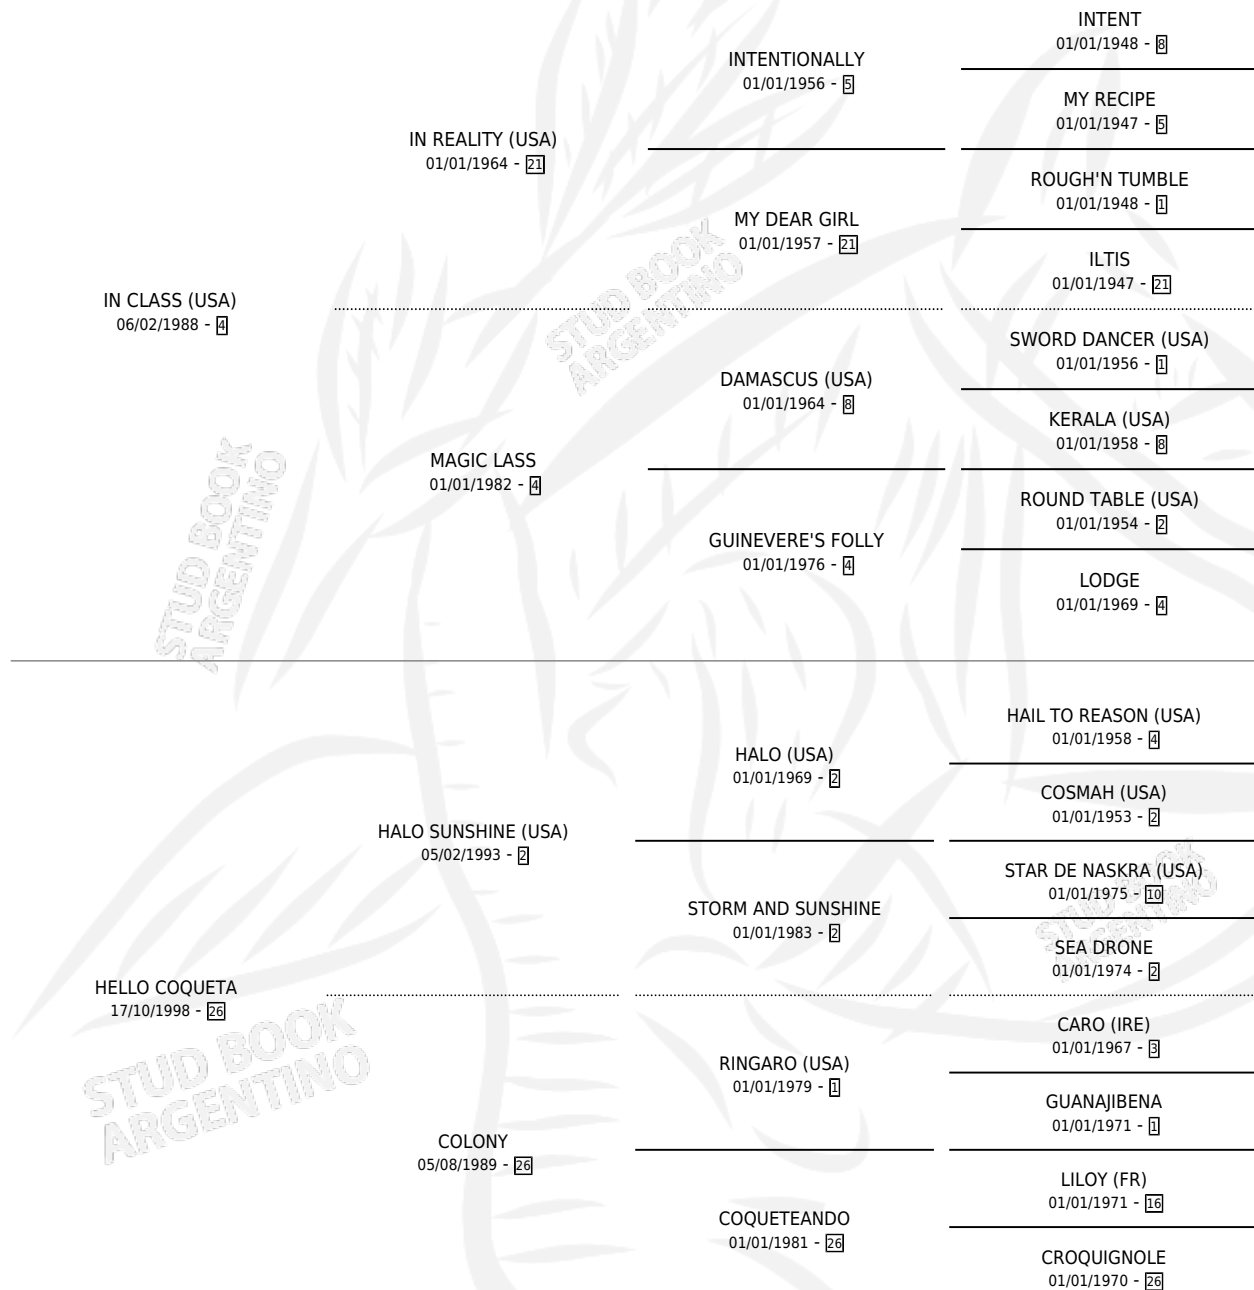 INTENT
01/01/1948 - 8
INTENTIONALLY
01/01/1956 - 5
MY RECIPE
01/01/1947 - 5
IN REALITY (USA)
01/01/1964 - 21
ROUGH'N TUMBLE
01/01/1948 - 1
MY DEAR GIRL
01/01/1957 - 21
ILTIS
01/01/1947 - 21
IN CLASS (USA)
06/02/1988 - 4
SWORD DANCER (USA)
01/01/1956 - 1
DAMASCUS (USA)
01/01/1964 - 8
KERALA (USA)
01/01/1958 - 8
MAGIC LASS
01/01/1982 - 4
ROUND TABLE (USA)
01/01/1954 - 2
GUINEVERE'S FOLLY
01/01/1976 - 4
LODGE
01/01/1969 - 4
HAIL TO REASON (USA)
01/01/1958 - 4
HALO (USA)
01/01/1969 - 2
COSMAH (USA)
01/01/1953 - 2
HALO SUNSHINE (USA)
05/02/1993 - 2
STAR DE NASKRA (USA)
01/01/1975 - 10
STORM AND SUNSHINE
01/01/1983 - 2
SEA DRONE
01/01/1974 - 2
HELLO COQUETA
17/10/1998 - 26
CARO (IRE)
01/01/1967 - 3
RINGARO (USA)
01/01/1979 - 1
GUANAJIBENA
01/01/1971 - 1
COLONY
05/08/1989 - 26
LILOY (FR)
01/01/1971 - 16
COQUETEANDO
01/01/1981 - 26
CROQUIGNOLE
01/01/1970 - 26
STUD BOOK
ARGENTINO
STUD BOOK
ARGENTINO
STUD BOOK
ARGENTINO
STUD BOOK
ARGENTINO